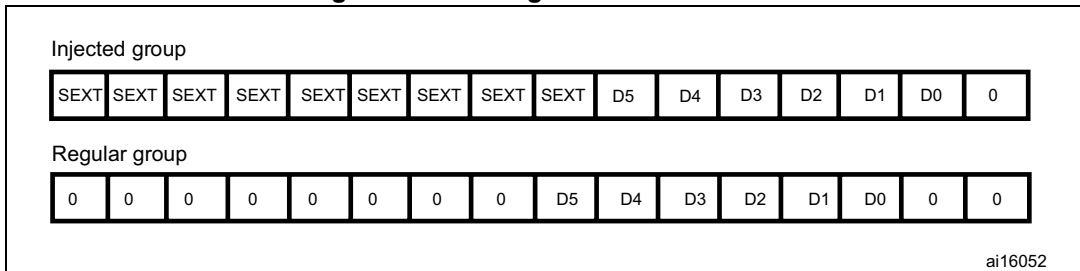 Injected group
SEXT SEXT SEXT SEXT SEXT SEXT SEXT SEXT SEXT D5 D4 D3 D2 D1 D0 0
Regular group
0 0 0 0 0 0 0 0 D5 D4 D3 D2 D1 D0 0 0
ai16052